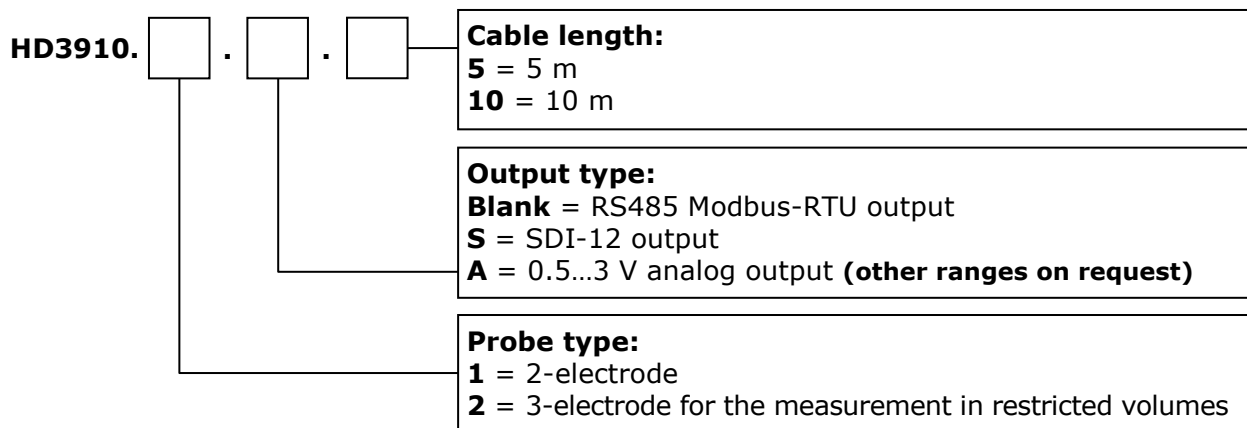 HD3910. . .
Cable length:
5 = 5 m
10 = 10 m
Output type:
Blank = RS485 Modbus-RTU output
S = SDI-12 output
A = 0.5…3 V analog output (other ranges on request)
Probe type:
1 = 2-electrode
2 = 3-electrode for the measurement in restricted volumes